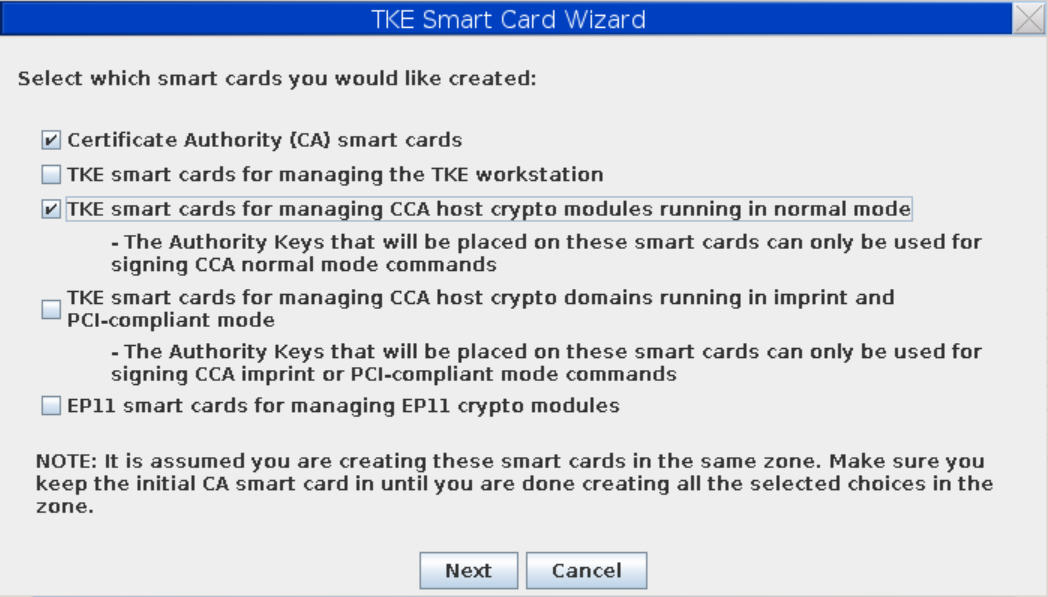 TKE Smart Card Wizard
Select which smart cards you would like created:
Certificate Authority (CA) smart cards
TKE smart cards for managing the TKE workstation
TKE smart cards for managing CCA host crypto modules running in normal mode
- The Authority Keys that will be placed on these smart cards can only be used for
signing CCA normal mode commands
TKE smart cards for managing CCA host crypto domains running in imprint and
PCI-compliant mode
- The Authority Keys that will be placed on these smart cards can only be used for
signing CCA imprint or PCI-compliant mode commands
EP11 smart cards for managing EP11 crypto modules
NOTE: It is assumed you are creating these smart cards in the same zone. Make sure you
keep the initial CA smart card in until you are done creating all the selected choices in the
zone.
Next
Cancel